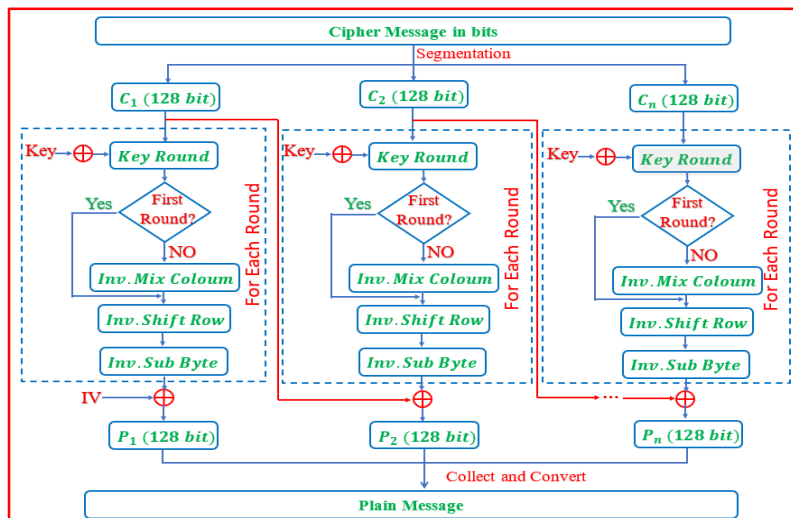 Cipher Message in bits
Segmentation
C₁ (128 bit) C₂ (128 bit) Cₙ (128 bit)
Key Key Round Key Key Round Key Key Round
Yes First Round? Yes First Round? Yes First Round?
NO NO NO
For Each Round For Each Round For Each Round
Inv.Mix Coloum Inv.Mix Coloum Inv.Mix Coloum
Inv.Shift Row Inv.Shift Row Inv.Shift Row
Inv.Sub Byte Inv.Sub Byte Inv.Sub Byte
IV ...
P₁ (128 bit) P₂ (128 bit) Pₙ (128 bit)
Collect and Convert
Plain Message